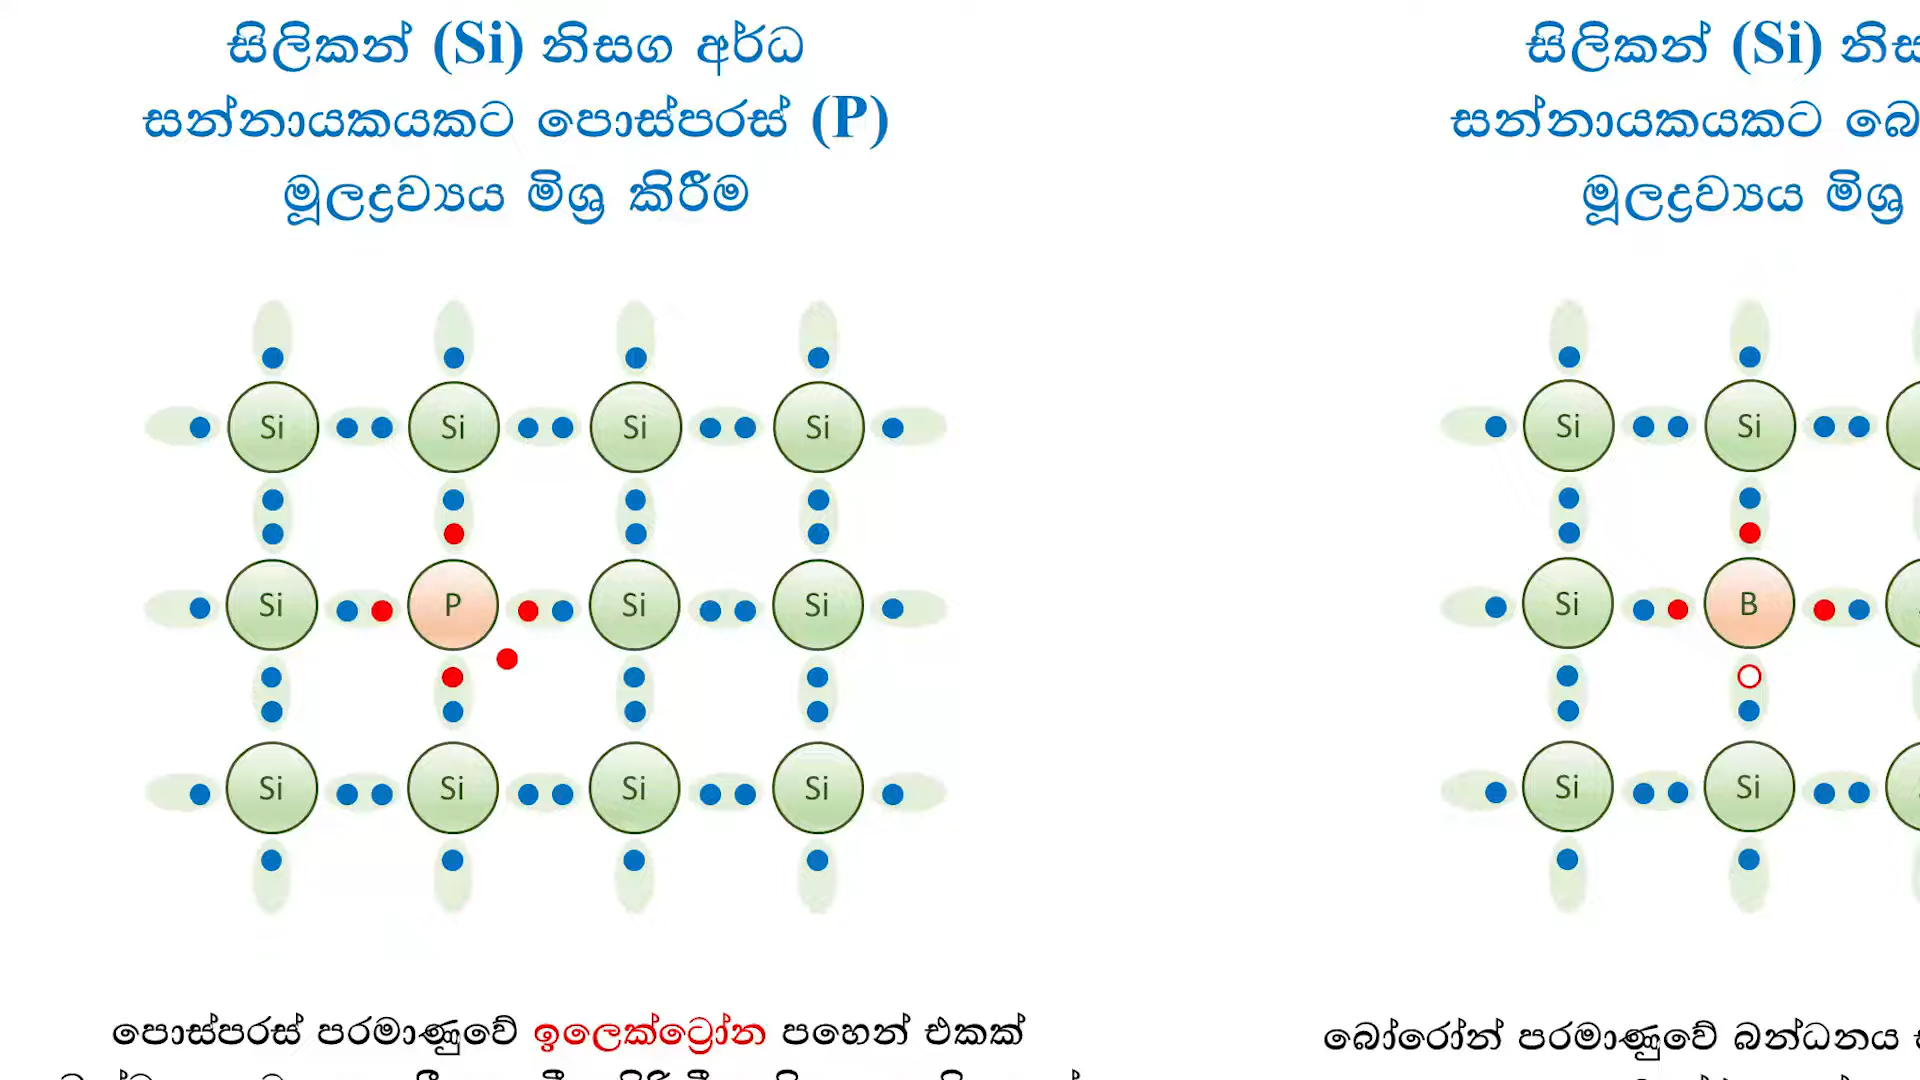 සිලිකන් (Si) නිසග අර්ධ
සන්නායකයකට පොස්පරස් (P)
මූලද්‍රව්‍යය මිශ්‍ර කිරීම
Si Si Si Si
Si P Si Si
Si Si Si Si
පොස්පරස් පරමාණුවේ ඉලෙක්ට්‍රෝන පහෙන් එකක්
සිලිකන් (Si)
සන්නායකයකට
මූලද්‍රව්‍යය මිශ්‍ර
Si Si
Si B
Si Si
බෝරෝන් පරමාණුවේ බන්ධනය